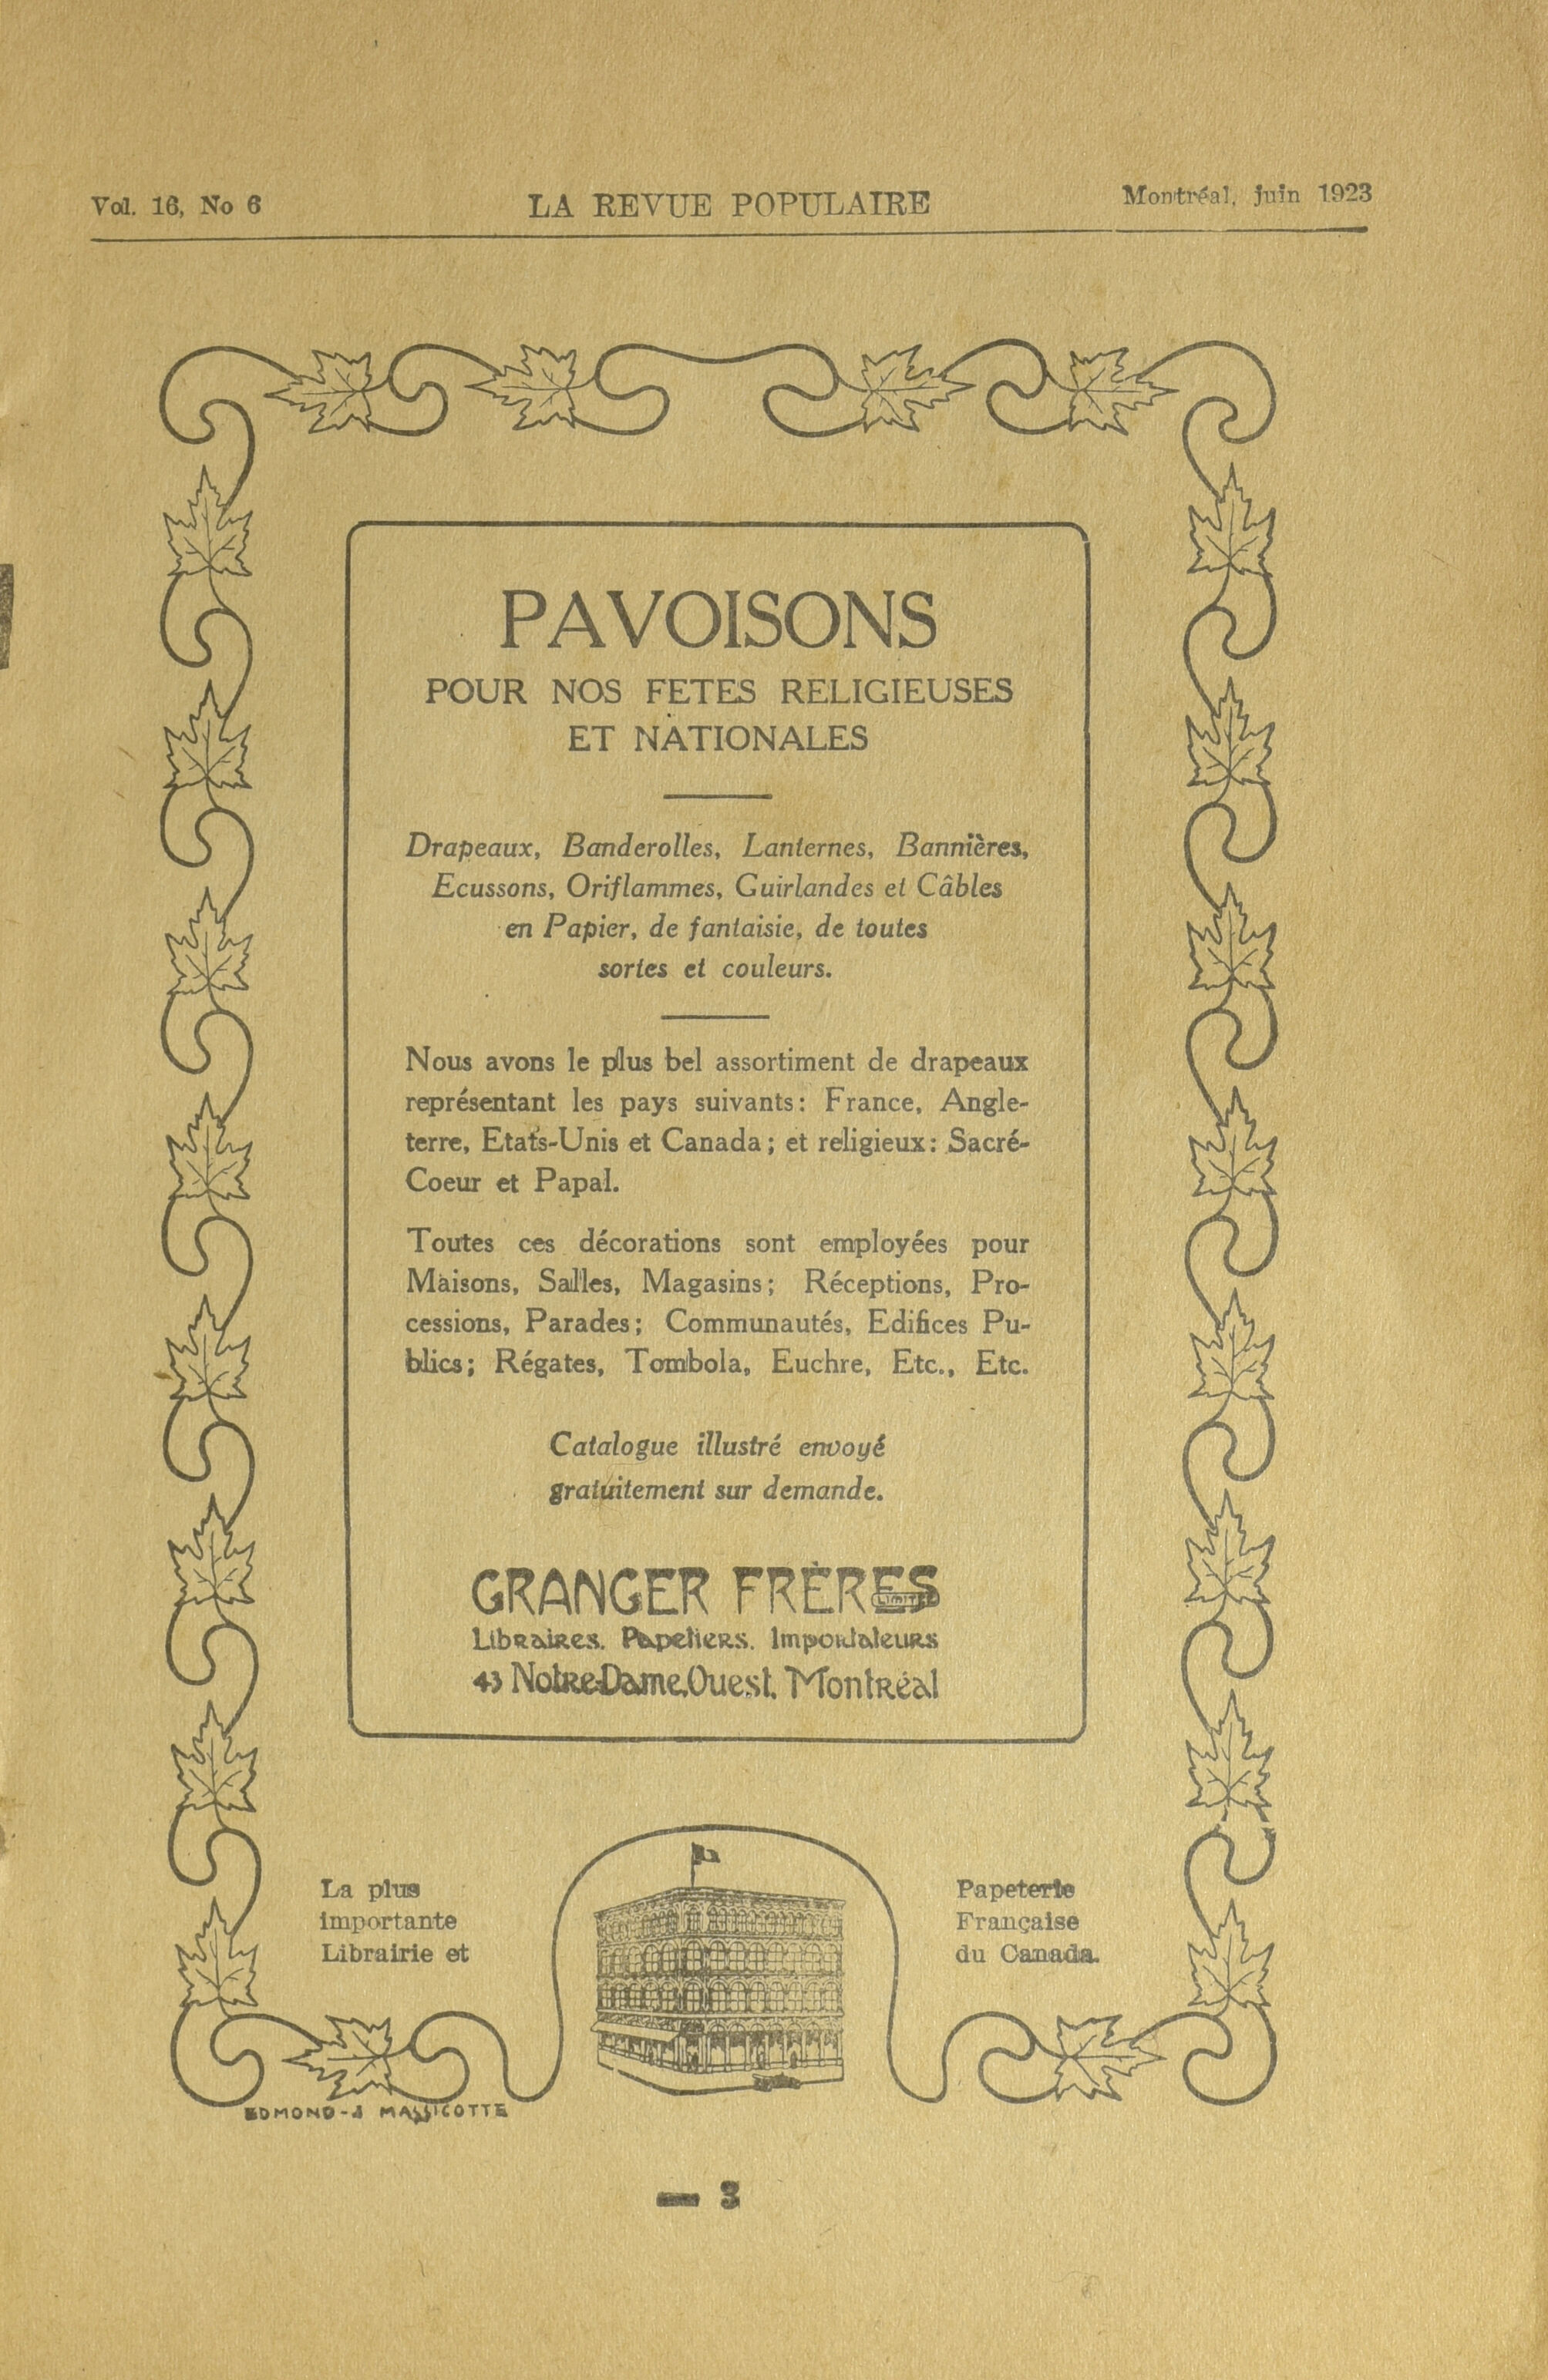 Vol. 16, No 6 LA REVUE POPULAIRE Montréal, juin 1923
PAVOISONS
POUR NOS FETES RELIGIEUSES
ET NATIONALES
Drapeaux, Banderolles, Lanternes, Bannières,
Ecussons, Oriflammes, Guirlandes et Câbles
en Papier, de fantaisie, de toutes
sortes et couleurs.
Nous avons le plus bel assortiment de drapeaux
représentant les pays suivants: France, Angle-
terre, Etats-Unis et Canada; et religieux: Sacré-
Coeur et Papal.
Toutes ces décorations sont employées pour
Maisons, Salles, Magasins; Réceptions, Pro-
cessions, Parades; Communautés, Edifices Pu-
blics; Régates, Tombola, Euchre, Etc., Etc.
Catalogue illustré envoyé
gratuitement sur demande.
GRANGER FRÈRES LIMITÉE
Libraires. Papetiers. Importateurs
43 Notre-Dame, Ouest. Montréal
La plus
importante
Librairie et
Papeterie
Française
du Canada.
EDMOND-J MASSICOTTE
— 3